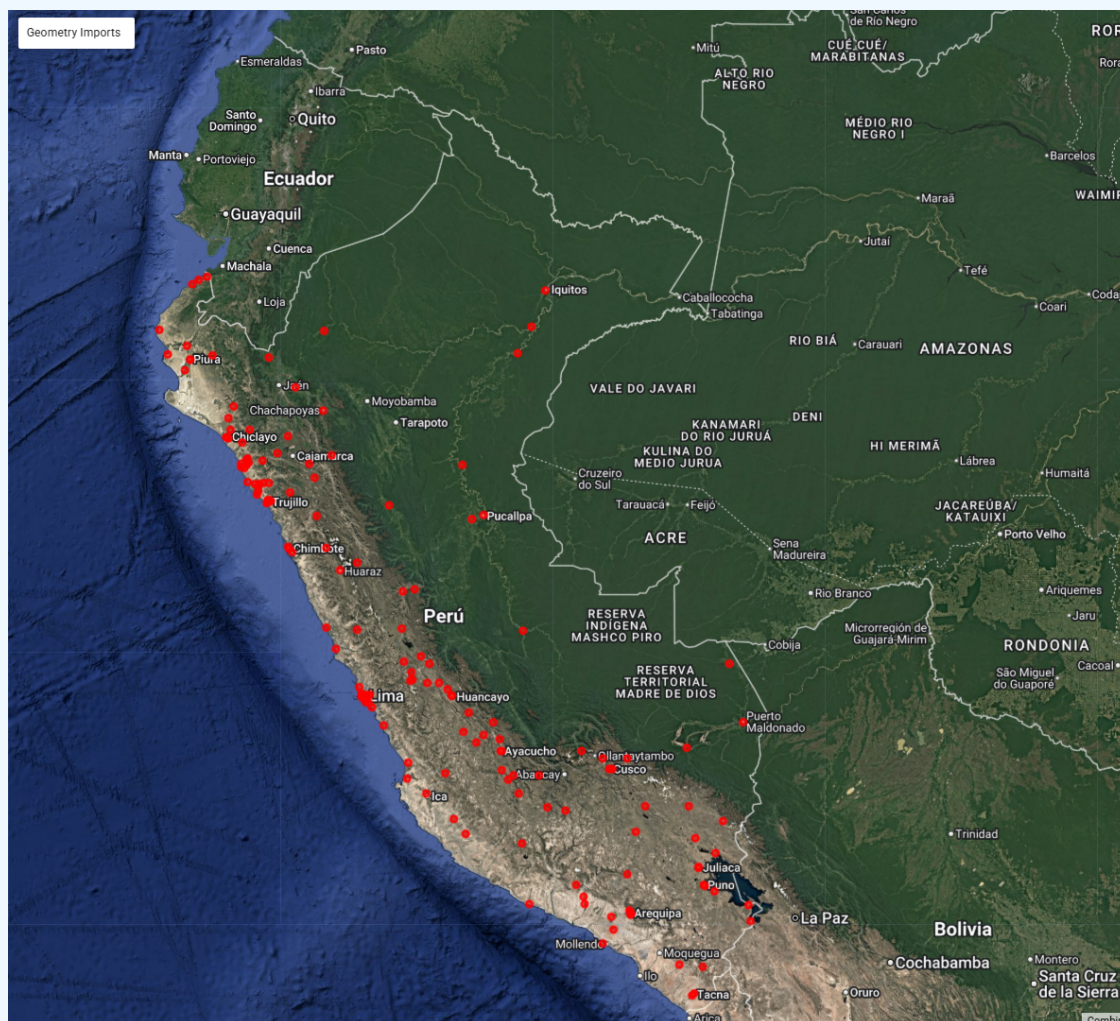 Geometry Imports
de Río Negro
Mitú
CUÉ CUÉ/
MARABITANAS
Pasto
Esmeraldas
ALTO RIO
NEGRO
Ibarra
Santo
Domingo
Quito
MÉDIO RIO
NEGRO I
Manta
Portoviejo
Barcelos
Ecuador
Maraã
Guayaquil
Jutaí
Cuenca
Machala
Tefé
Iquitos
Caballococha
Coari
Loja
Tabatinga
RIO BIÁ
Carauari
AMAZONAS
Piura
Jaén
VALE DO JAVARI
Moyobamba
Chachapoyas
DENI
Tarapoto
KANAMARI
DO RIO JURUÁ
Chiclayo
HI MERIMÃ
KULINA DO
MEDIO JURUA
Cajamarca
Lábrea
Cruzeiro
do Sul
Humaitá
Trujillo
Tarauacá
Feijó
JACAREÚBA/
KATAUIXI
Pucallpa
ACRE
Porto Velho
Chimbote
Sena
Madureira
Huaraz
Ariquemes
Rio Branco
Perú
RESERVA
INDÍGENA
MASHCO PIRO
Jaru
Microrregión de
Guajará-Mirim
Cobija
RONDONIA
RESERVA
TERRITORIAL
MADRE DE DIOS
Cacoal
São Miguel
do Guaporé
Lima
Huancayo
Puerto
Maldonado
Ayacucho
Ollantaytambo
Cusco
Abancay
Ica
Trinidad
Juliaca
Puno
Arequipa
La Paz
Bolivia
Mollendo
Moquegua
Cochabamba
Montero
Ilo
Santa Cruz
de la Sierra
Oruro
Tacna
Arica